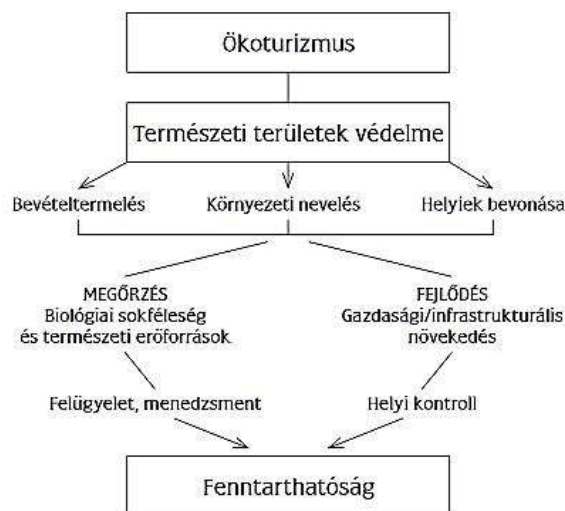 Ökoturizmus
Természeti területek védelme
Bevételtermelés
Környezeti nevelés
Helyiek bevonása
MEGŐRZÉS
Biológiai sokféleség
és természeti erőforrások
FEJLŐDÉS
Gazdasági/infrastrukturális
növekedés
Felügyelet, menedzsment
Helyi kontroll
Fenntarthatóság